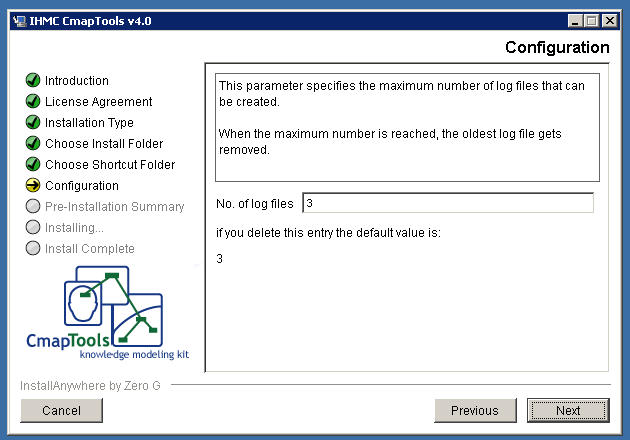 IHMC CmapTools v4.0
Configuration
Introduction
License Agreement
Installation Type
Choose Install Folder
Choose Shortcut Folder
Configuration
Pre-Installation Summary
Installing...
Install Complete
This parameter specifies the maximum number of log files that can
be created.
When the maximum number is reached, the oldest log file gets
removed.
No. of log files 3
if you delete this entry the default value is:
3
CmapTools
knowledge modeling kit
InstallAnywhere by Zero G
Cancel Previous Next